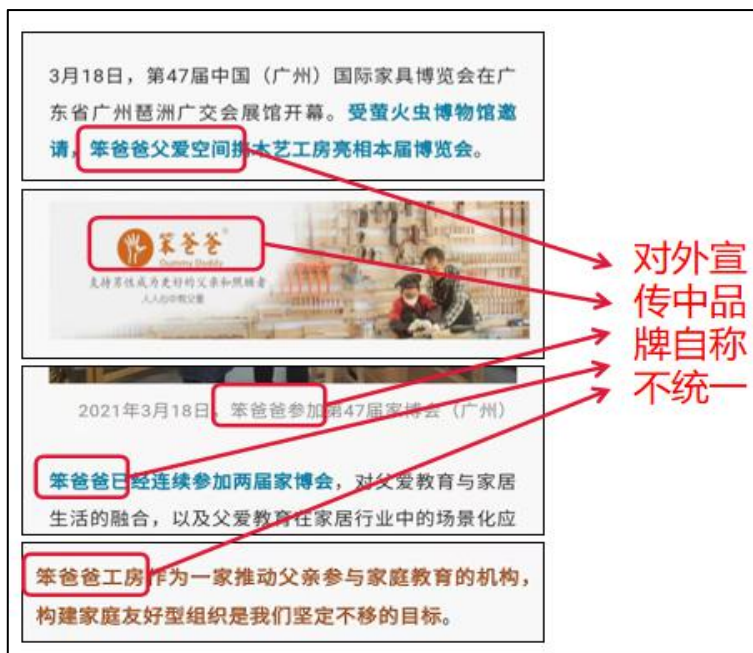 3月18日，第47届中国（广州）国际家具博览会在广
东省广州琶洲广交会展馆开幕。受萤火虫博物馆邀
请，笨爸爸父爱空间携木艺工房亮相本届博览会。
笨爸爸®
Dummy Daddy
支持男性成为更好的父亲和照顾者
人人心中有父爱
2021年3月18日，笨爸爸参加第47届家博会（广州）
笨爸爸已经连续参加两届家博会，对父爱教育与家居
生活的融合，以及父爱教育在家居行业中的场景化应
笨爸爸工房作为一家推动父亲参与家庭教育的机构，
构建家庭友好型组织是我们坚定不移的目标。
对外宣
传中品
牌自称
不统一